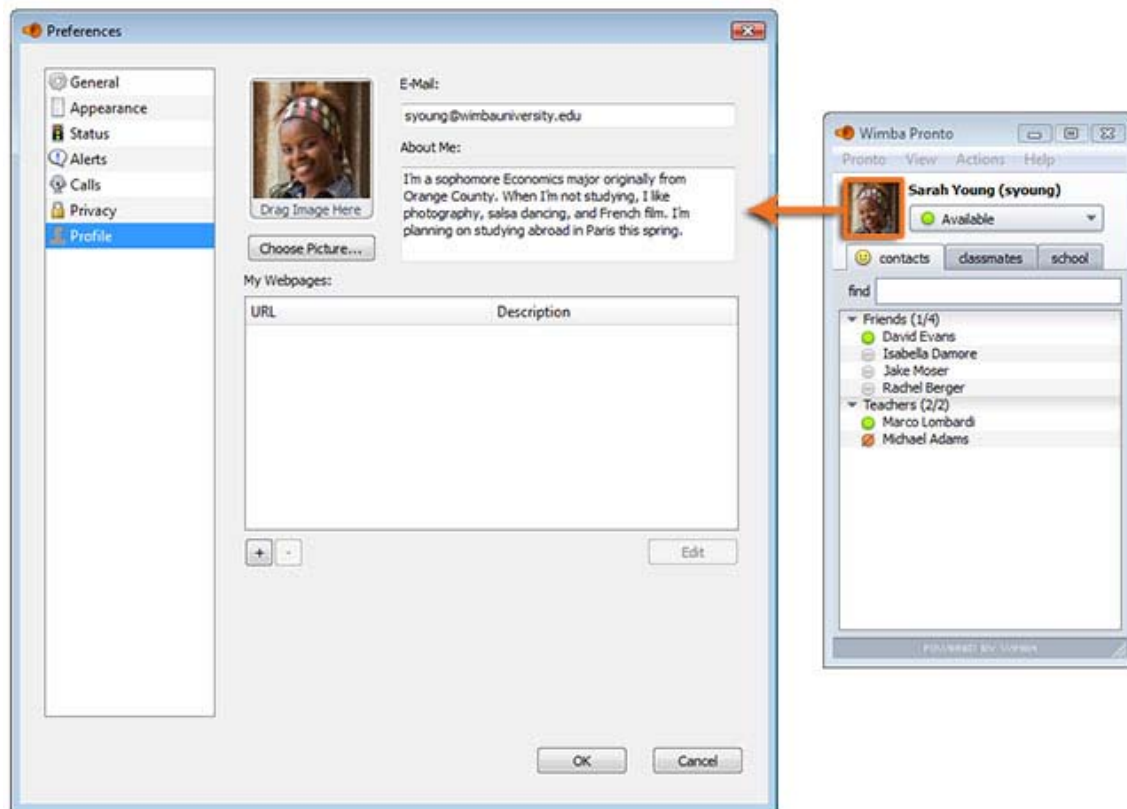 Preferences
General
Appearance
Status
Alerts
Calls
Privacy
Profile
Drag Image Here
Choose Picture...
E-Mail:
syoung@wimbauniversity.edu
About Me:
I'm a sophomore Economics major originally from
Orange County. When I'm not studying, I like
photography, salsa dancing, and French film. I'm
planning on studying abroad in Paris this spring.
My Webpages:
URL Description
+ -
Edit
OK Cancel
Wimba Pronto
Pronto View Actions Help
Sarah Young (syoung)
Available
contacts classmates school
find
Friends (1/4)
David Evans
Isabella Damore
Jake Moser
Rachel Berger
Teachers (2/2)
Marco Lombardi
Michael Adams
POWERED BY WIMBA